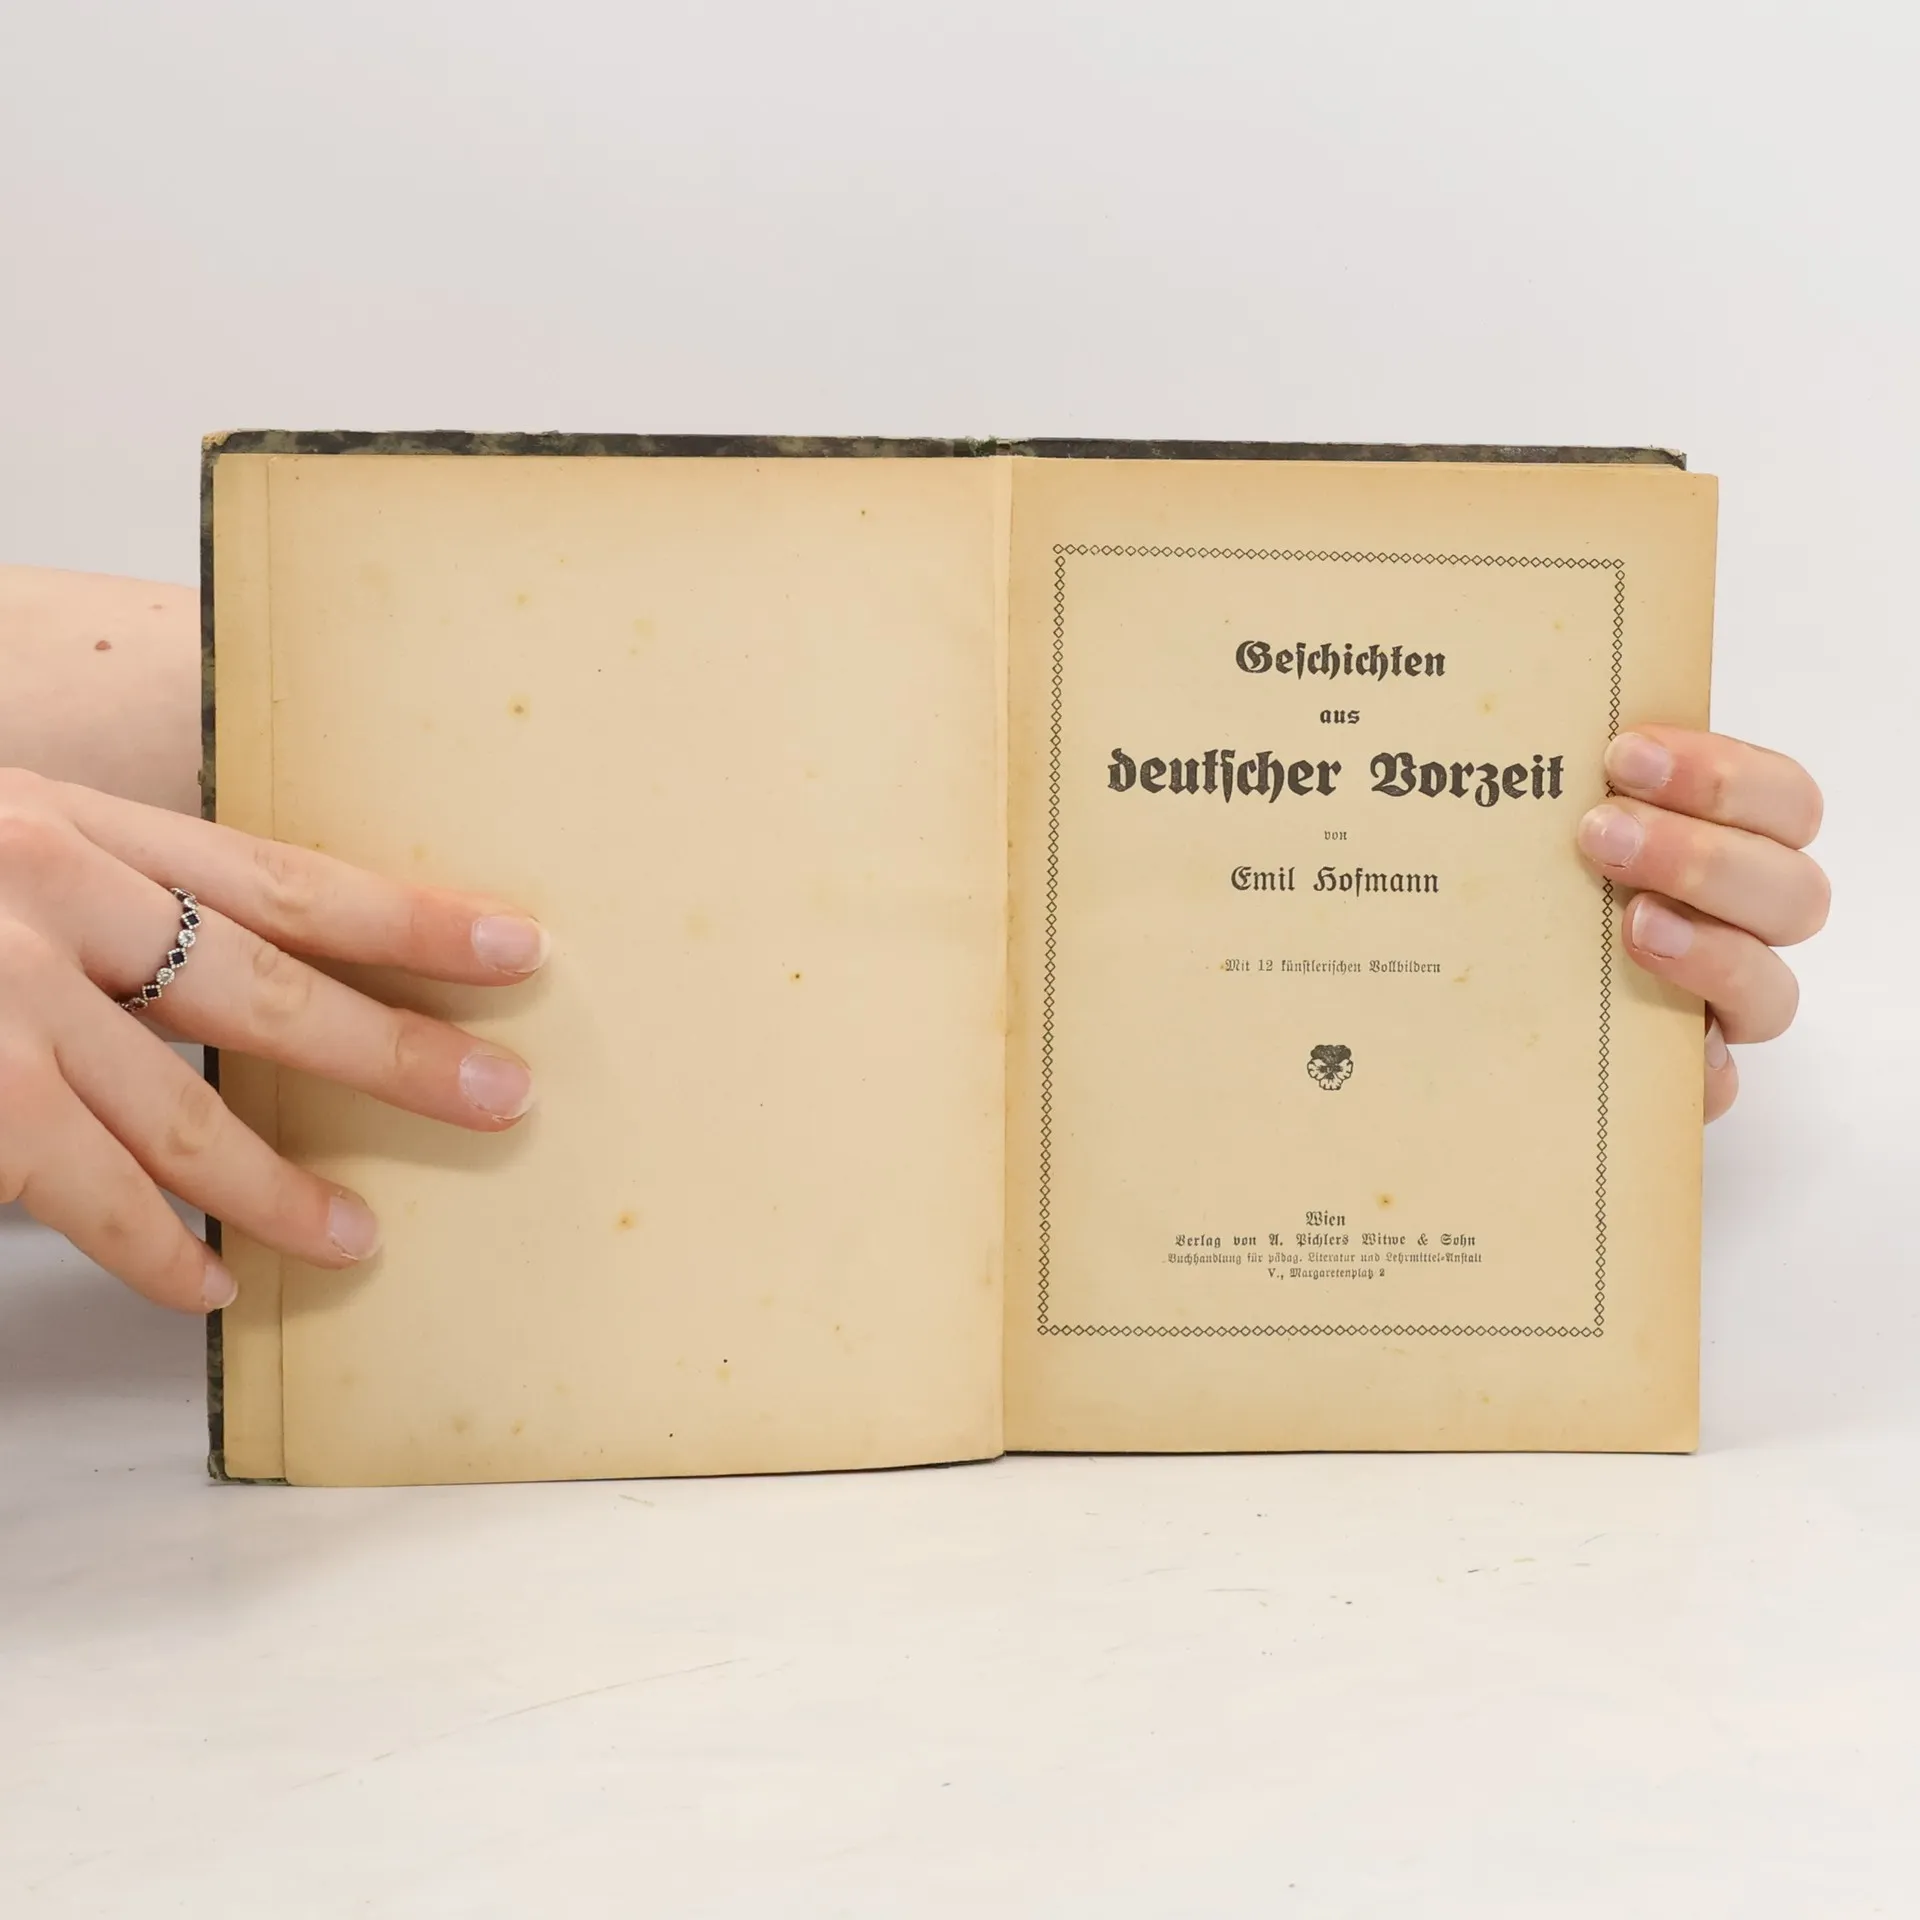 Geschichten
aus
deutscher Vorzeit
von
Emil Hofmann
Mit 12 künstlerischen Vollbildern
Wien
Verlag von A. Pichlers Witwe & Sohn
Buchhandlung für pädag. Literatur und Lehrmittel-Anstalt
V., Margaretenplatz 2